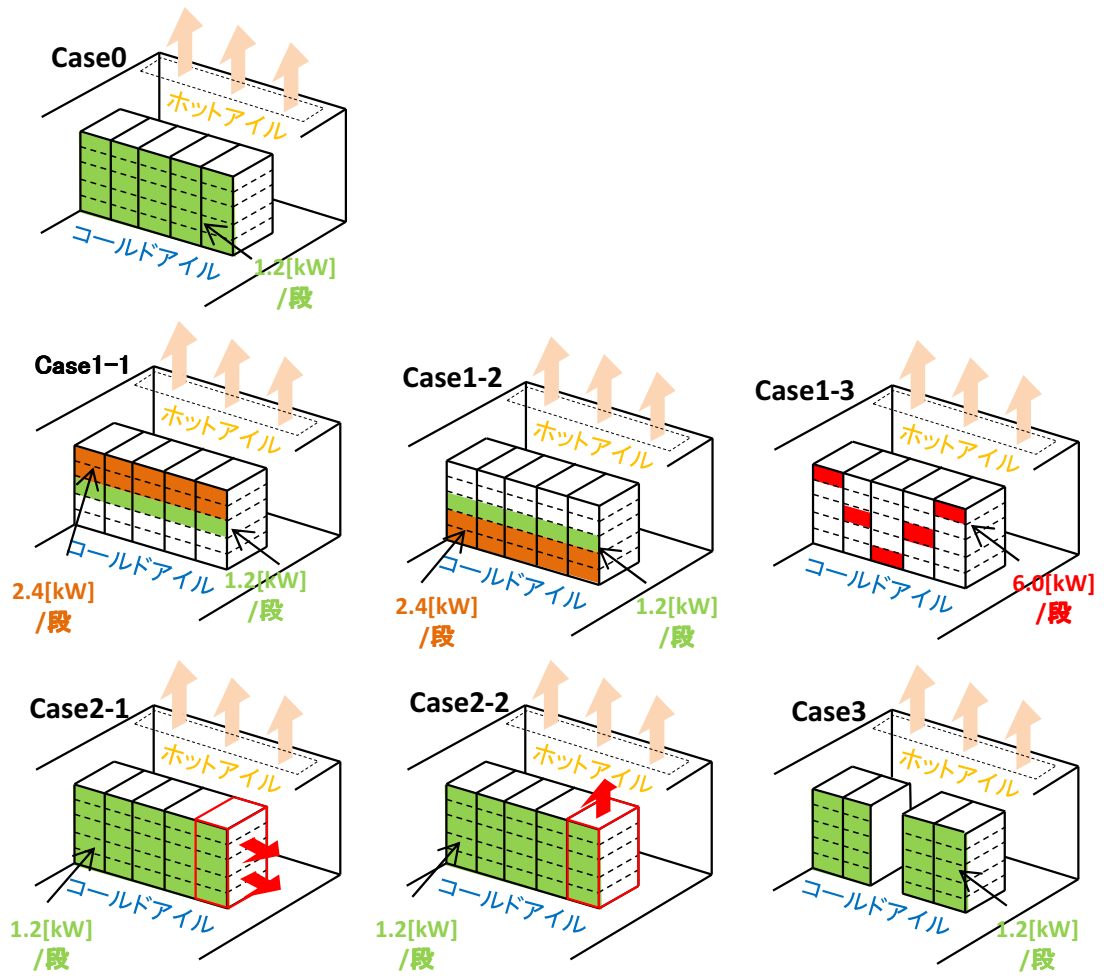 Case0
ホットアイル
コールドアイル
1.2[kW]
/段
Case1-1
ホットアイル
コールドアイル
2.4[kW]
/段
1.2[kW]
/段
Case1-2
ホットアイル
コールドアイル
2.4[kW]
/段
1.2[kW]
/段
Case1-3
ホットアイル
コールドアイル
6.0[kW]
/段
Case2-1
ホットアイル
コールドアイル
1.2[kW]
/段
Case2-2
ホットアイル
コールドアイル
1.2[kW]
/段
Case3
ホットアイル
コールドアイル
1.2[kW]
/段